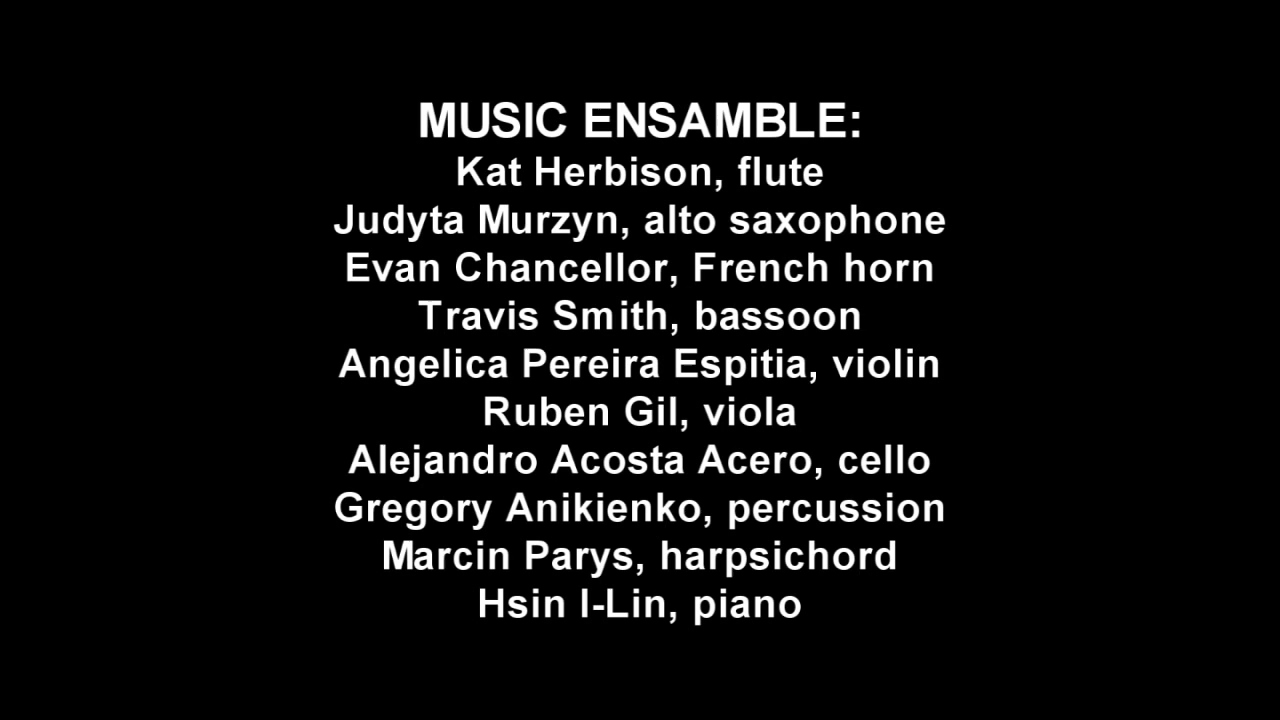 MUSIC ENSAMBLE:
Kat Herbison, flute
Judyta Murzyn, alto saxophone
Evan Chancellor, French horn
Travis Smith, bassoon
Angelica Pereira Espitia, violin
Ruben Gil, viola
Alejandro Acosta Acero, cello
Gregory Anikienko, percussion
Marcin Parys, harpsichord
Hsin I-Lin, piano